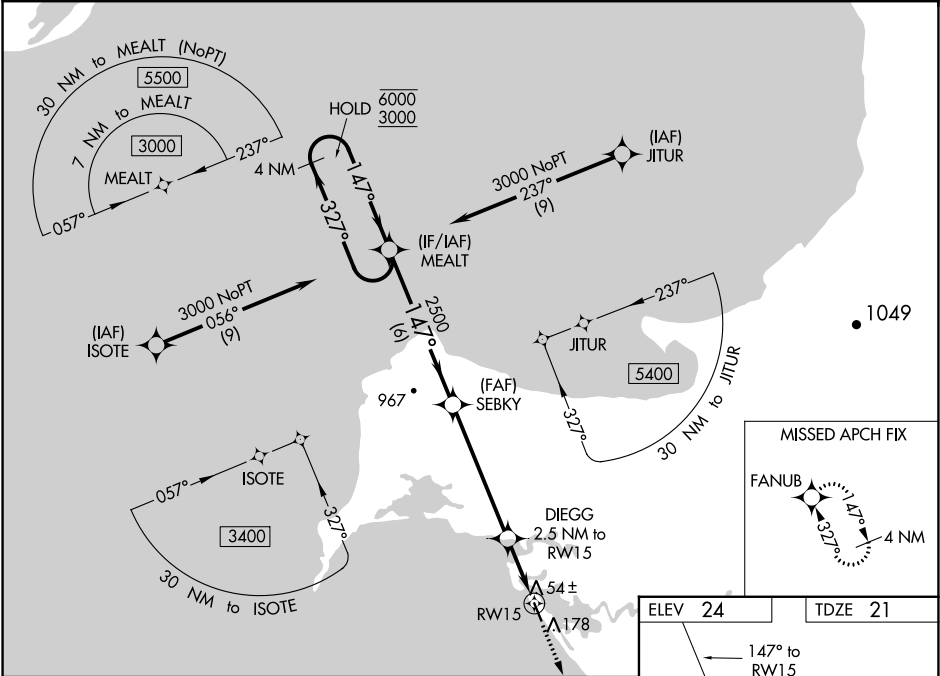 30 NM to MEALT (NoPT)
5500
7 NM to MEALT
3000
MEALT
237°
057°
HOLD 6000
3000
4 NM
147°
327°
(IF/IAF)
MEALT
(IAF)
JITUR
3000 NoPT
237°
(9)
3000 NoPT
056°
(9)
(IAF)
ISOTE
2500
147°
(6)
237°
JITUR
5400
327°
30 NM to JITUR
1049
967
(FAF)
SEBKY
057°
ISOTE
327°
3400
30 NM to ISOTE
MISSED APCH FIX
FANUB
147°
327°
4 NM
DIEGG
2.5 NM to
RW15
54±
RW15
178
ELEV 24
TDZE 21
147° to
RW15